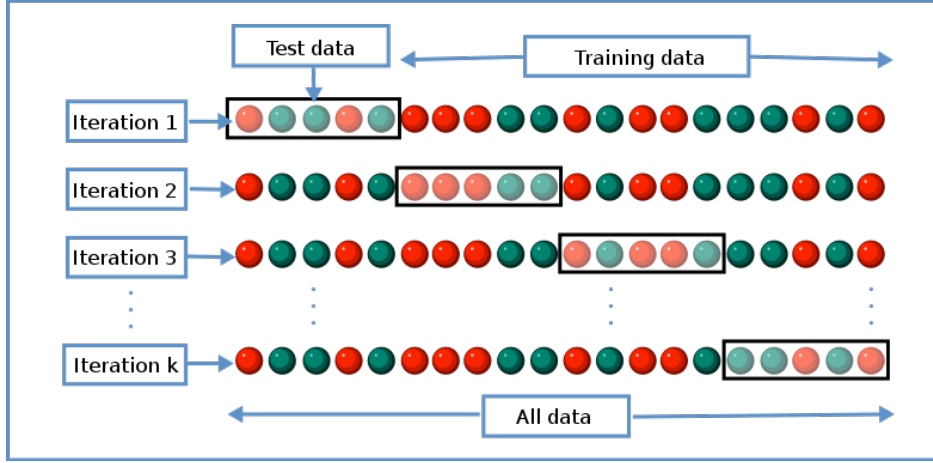 Test data
Training data
Iteration 1
Iteration 2
Iteration 3
Iteration k
All data